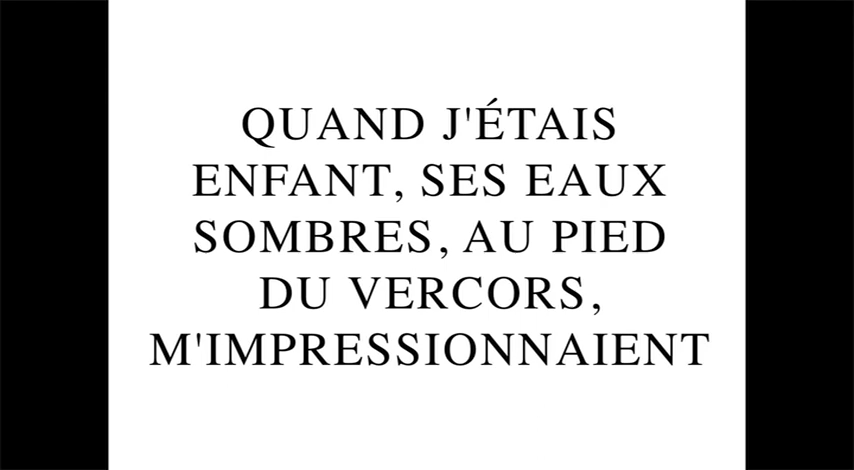 QUAND J'ÉTAIS
ENFANT, SES EAUX
SOMBRES, AU PIED
DU VERCORS,
M'IMPRESSIONNAIENT